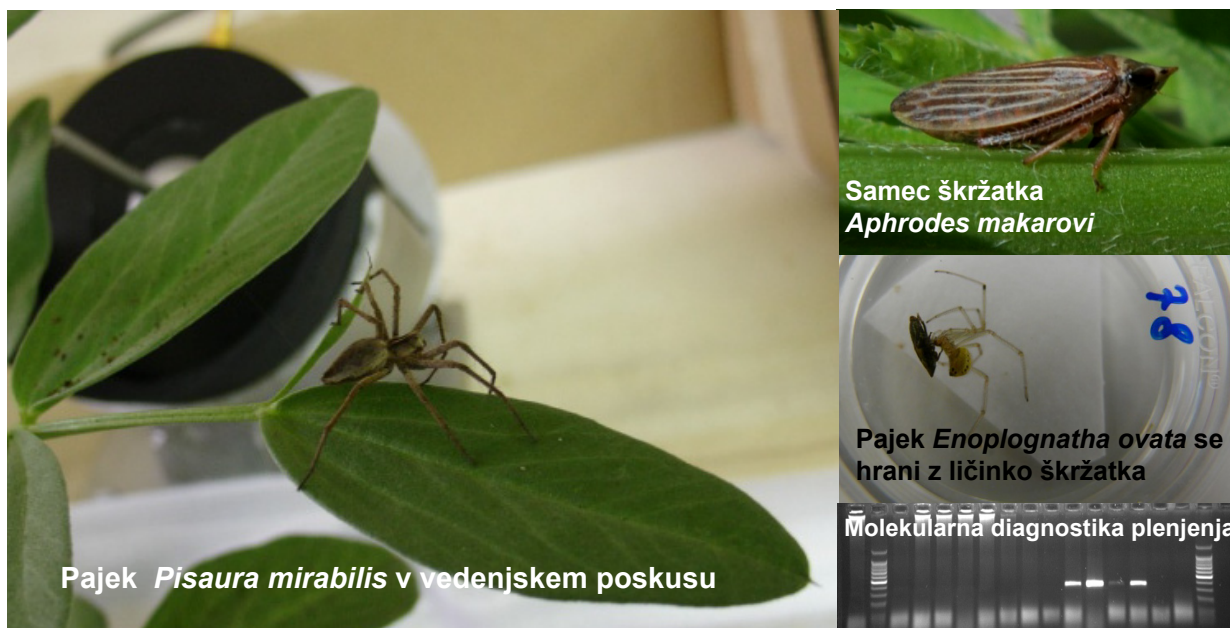 Samec škržatka
Aphrodes makarovi
78
Pajek Enoplognatha ovata se
hrani z ličinko škržatka
Molekularna diagnostika plenjenja
Pajek Pisaura mirabilis v vedenjskem poskusu